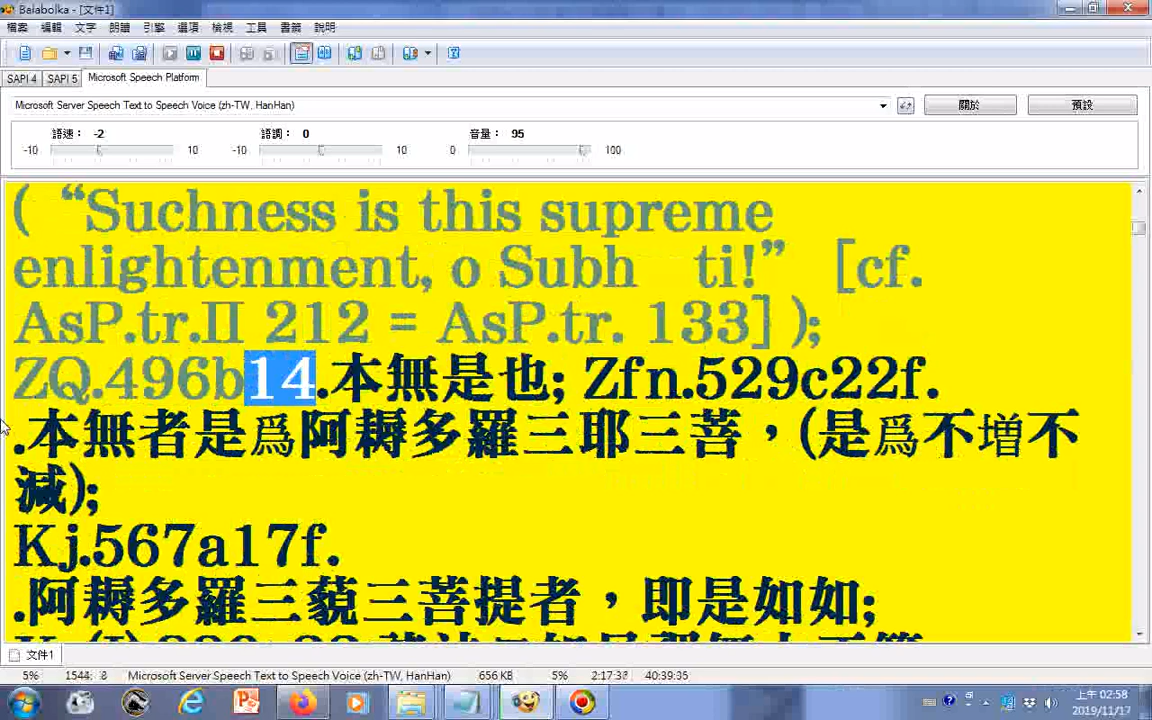 Balabolka - [文件1]
檔案 編輯 文字 朗讀 引擎 選項 檢視 工具 書籤 說明
SAPI 4 SAPI 5 Microsoft Speech Platform
Microsoft Server Speech Text to Speech Voice (zh-TW, HanHan)
關於 預設
語速： -2 語調： 0 音量： 95
-10 10 -10 10 0 100
( “Suchness is this supreme
enlightenment, o Subh ti!” [cf.
AsP.tr.II 212 = AsP.tr. 133] );
ZQ.496b14.本無是也; Zfn.529c22f.
.本無者是爲阿耨多羅三耶三菩，(是爲不增不
減);
Kj.567a17f.
.阿耨多羅三藐三菩提者，即是如如;
文件1
5% Microsoft Server Speech Text to Speech Voice (zh-TW, HanHan) 656 KB 5% 2:17:33 40:39:35
上午 02:58
2019/11/17